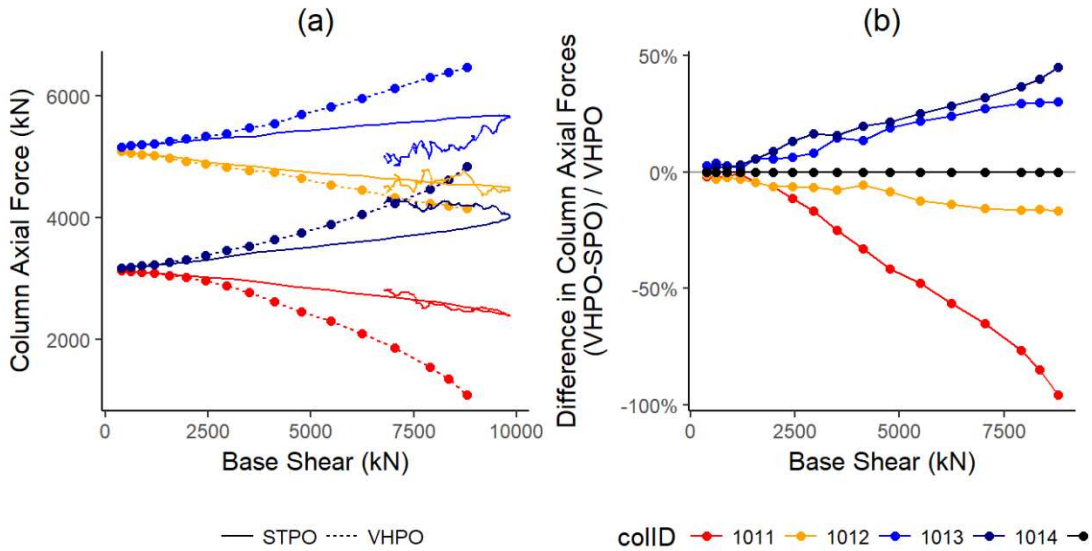 (a)
(b)
Column Axial Force (kN)
6000
4000
2000
0
2500
5000
7500
10000
Base Shear (kN)
STPO
VHPO
Difference in Column Axial Forces
(VHPO-SPO) / VHPO
50%
0%
-50%
-100%
0
2500
5000
7500
Base Shear (kN)
colID
1011
1012
1013
1014